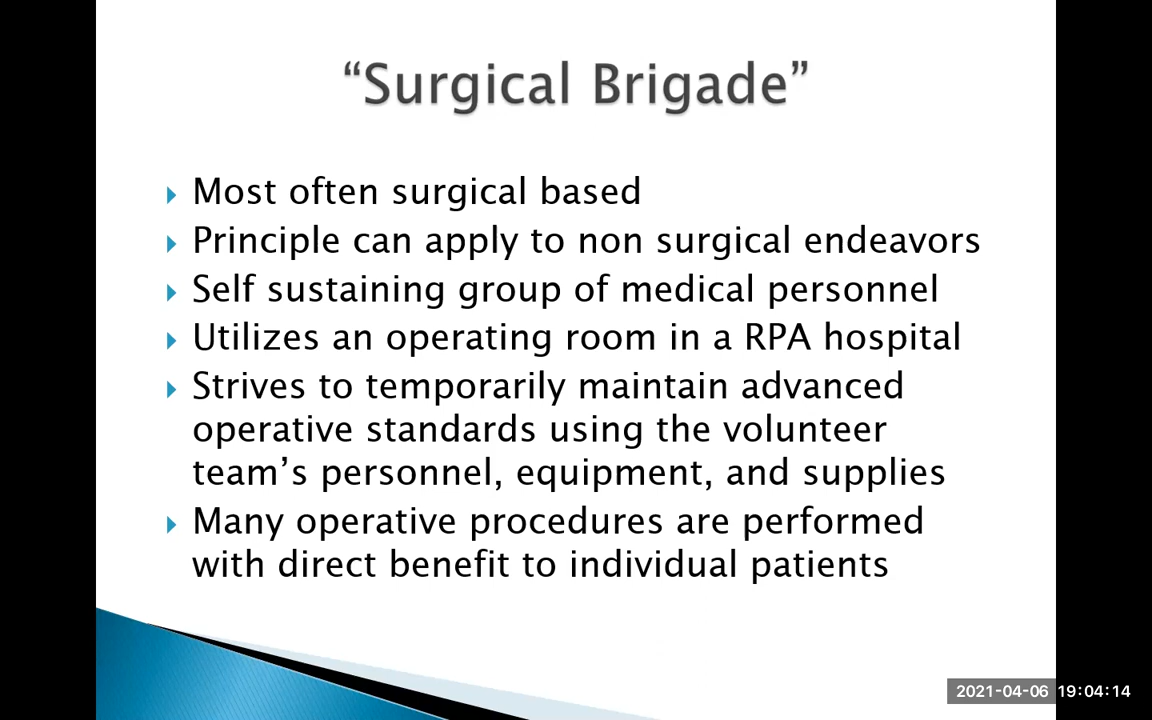 “Surgical Brigade”
Most often surgical based
Principle can apply to non surgical endeavors
Self sustaining group of medical personnel
Utilizes an operating room in a RPA hospital
Strives to temporarily maintain advanced
operative standards using the volunteer
team’s personnel, equipment, and supplies
Many operative procedures are performed
with direct benefit to individual patients
2021-04-06 19:04:14